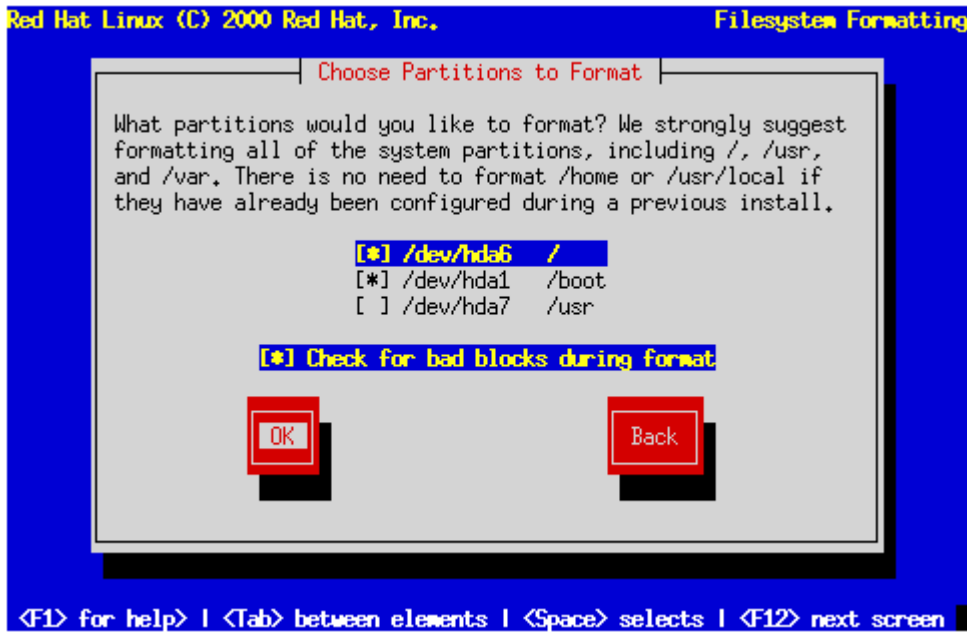 Red Hat Linux (C) 2000 Red Hat, Inc. Filesystem Formatting
Choose Partitions to Format
What partitions would you like to format? We strongly suggest
formatting all of the system partitions, including /, /usr,
and /var. There is no need to format /home or /usr/local if
they have already been configured during a previous install.
[*] /dev/hda6 /
[*] /dev/hda1 /boot
[ ] /dev/hda7 /usr
[*] Check for bad blocks during format
OK Back
<F1> for help> | <Tab> between elements | <Space> selects | <F12> next screen